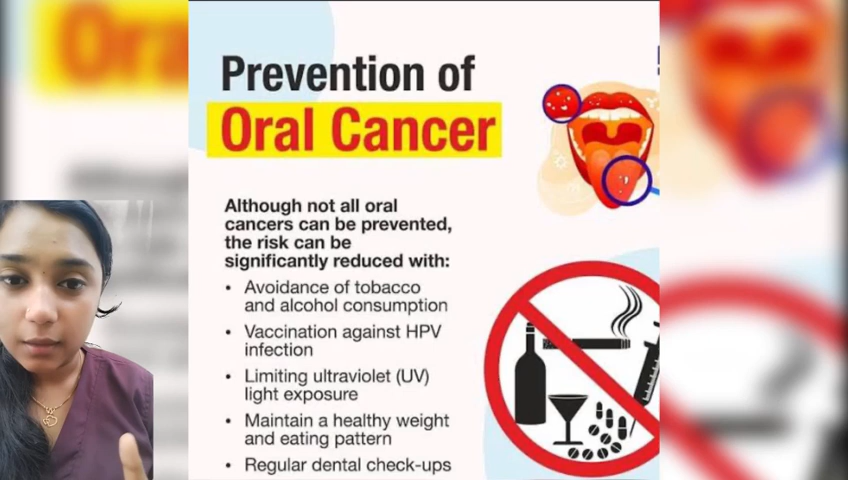 Prevention of
Oral Cancer
Although not all oral
cancers can be prevented,
the risk can be
significantly reduced with:
• Avoidance of tobacco
and alcohol consumption
• Vaccination against HPV
infection
• Limiting ultraviolet (UV)
light exposure
• Maintain a healthy weight
and eating pattern
• Regular dental check-ups